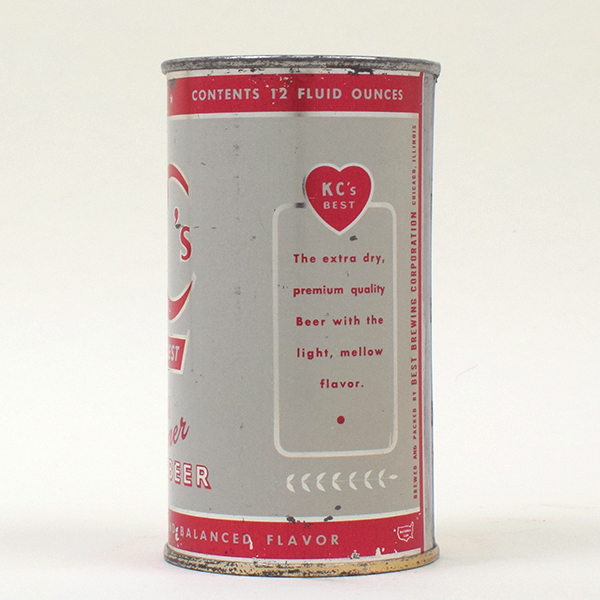 CONTENTS 12 FLUID OUNCES
'S
KC's
BEST
The extra dry,
premium quality
Beer with the
light, mellow
flavor.
BEER
BALANCED FLAVOR
BREWED AND PACKED BY BEST BREWING CORPORATION CHICAGO, ILLINOIS